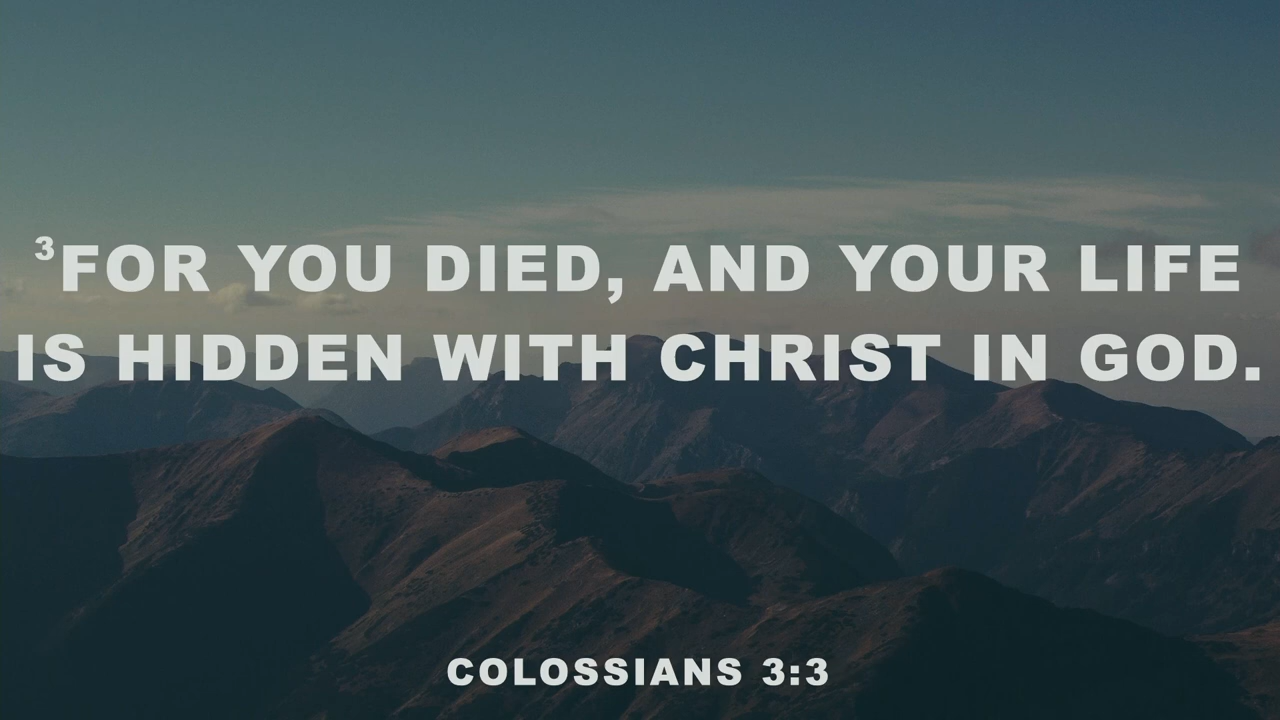 ³FOR YOU DIED, AND YOUR LIFE
IS HIDDEN WITH CHRIST IN GOD.
COLOSSIANS 3:3